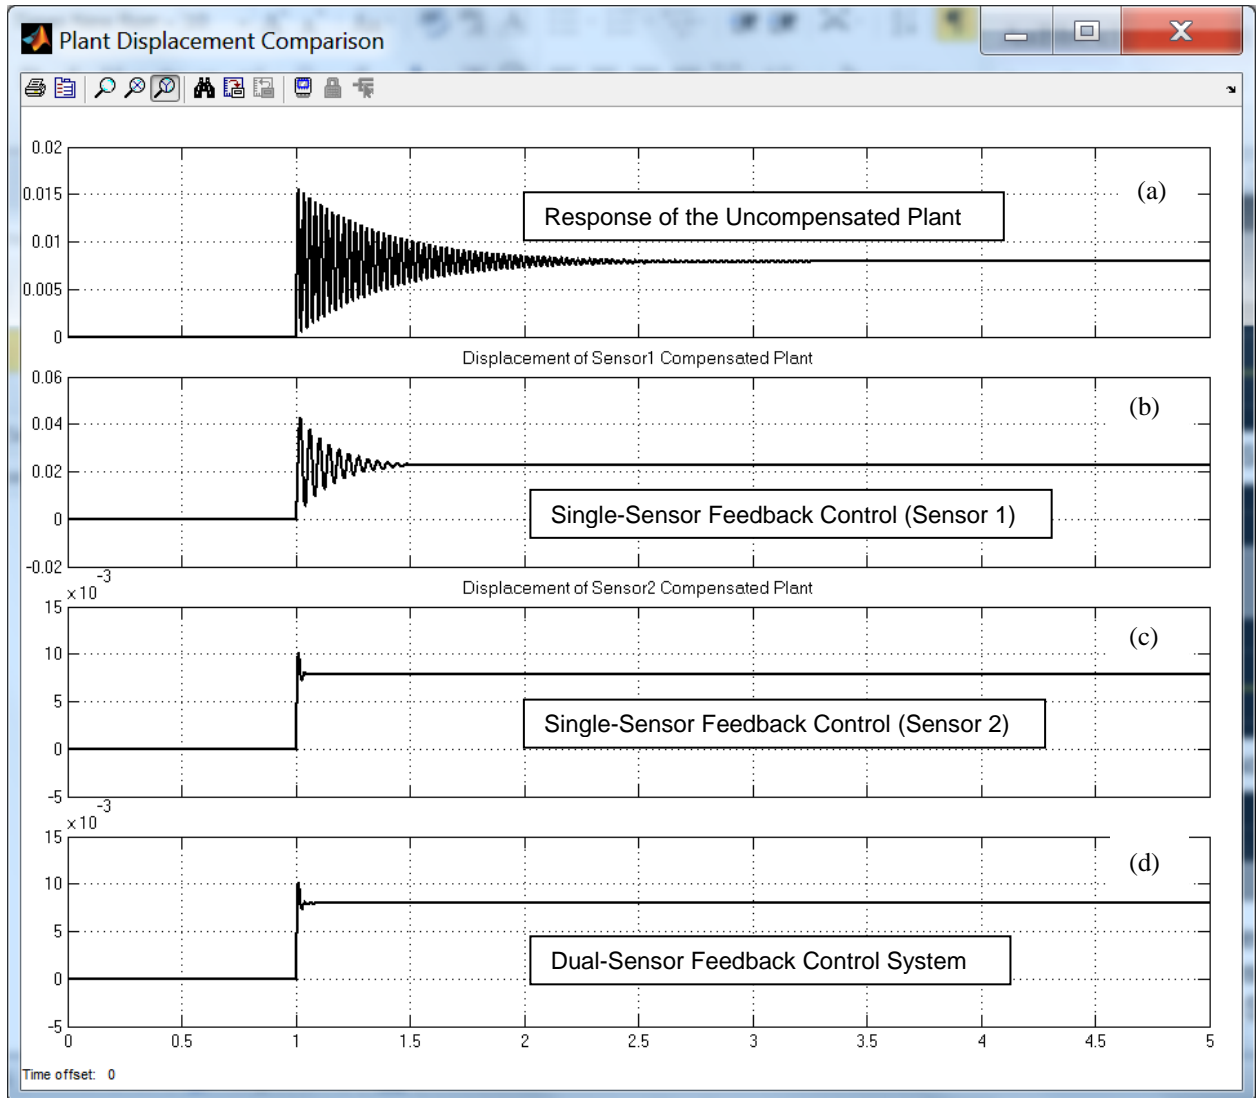 Plant Displacement Comparison
0.02
0.015
0.01
0.005
0
(a)
Response of the Uncompensated Plant
Displacement of Sensor1 Compensated Plant
0.06
0.04
0.02
0
-0.02
(b)
Single-Sensor Feedback Control (Sensor 1)
Displacement of Sensor2 Compensated Plant
x 10^-3
15
10
5
0
-5
(c)
Single-Sensor Feedback Control (Sensor 2)
x 10^-3
15
10
5
0
-5
(d)
Dual-Sensor Feedback Control System
0 0.5 1 1.5 2 2.5 3 3.5 4 4.5 5
Time offset: 0